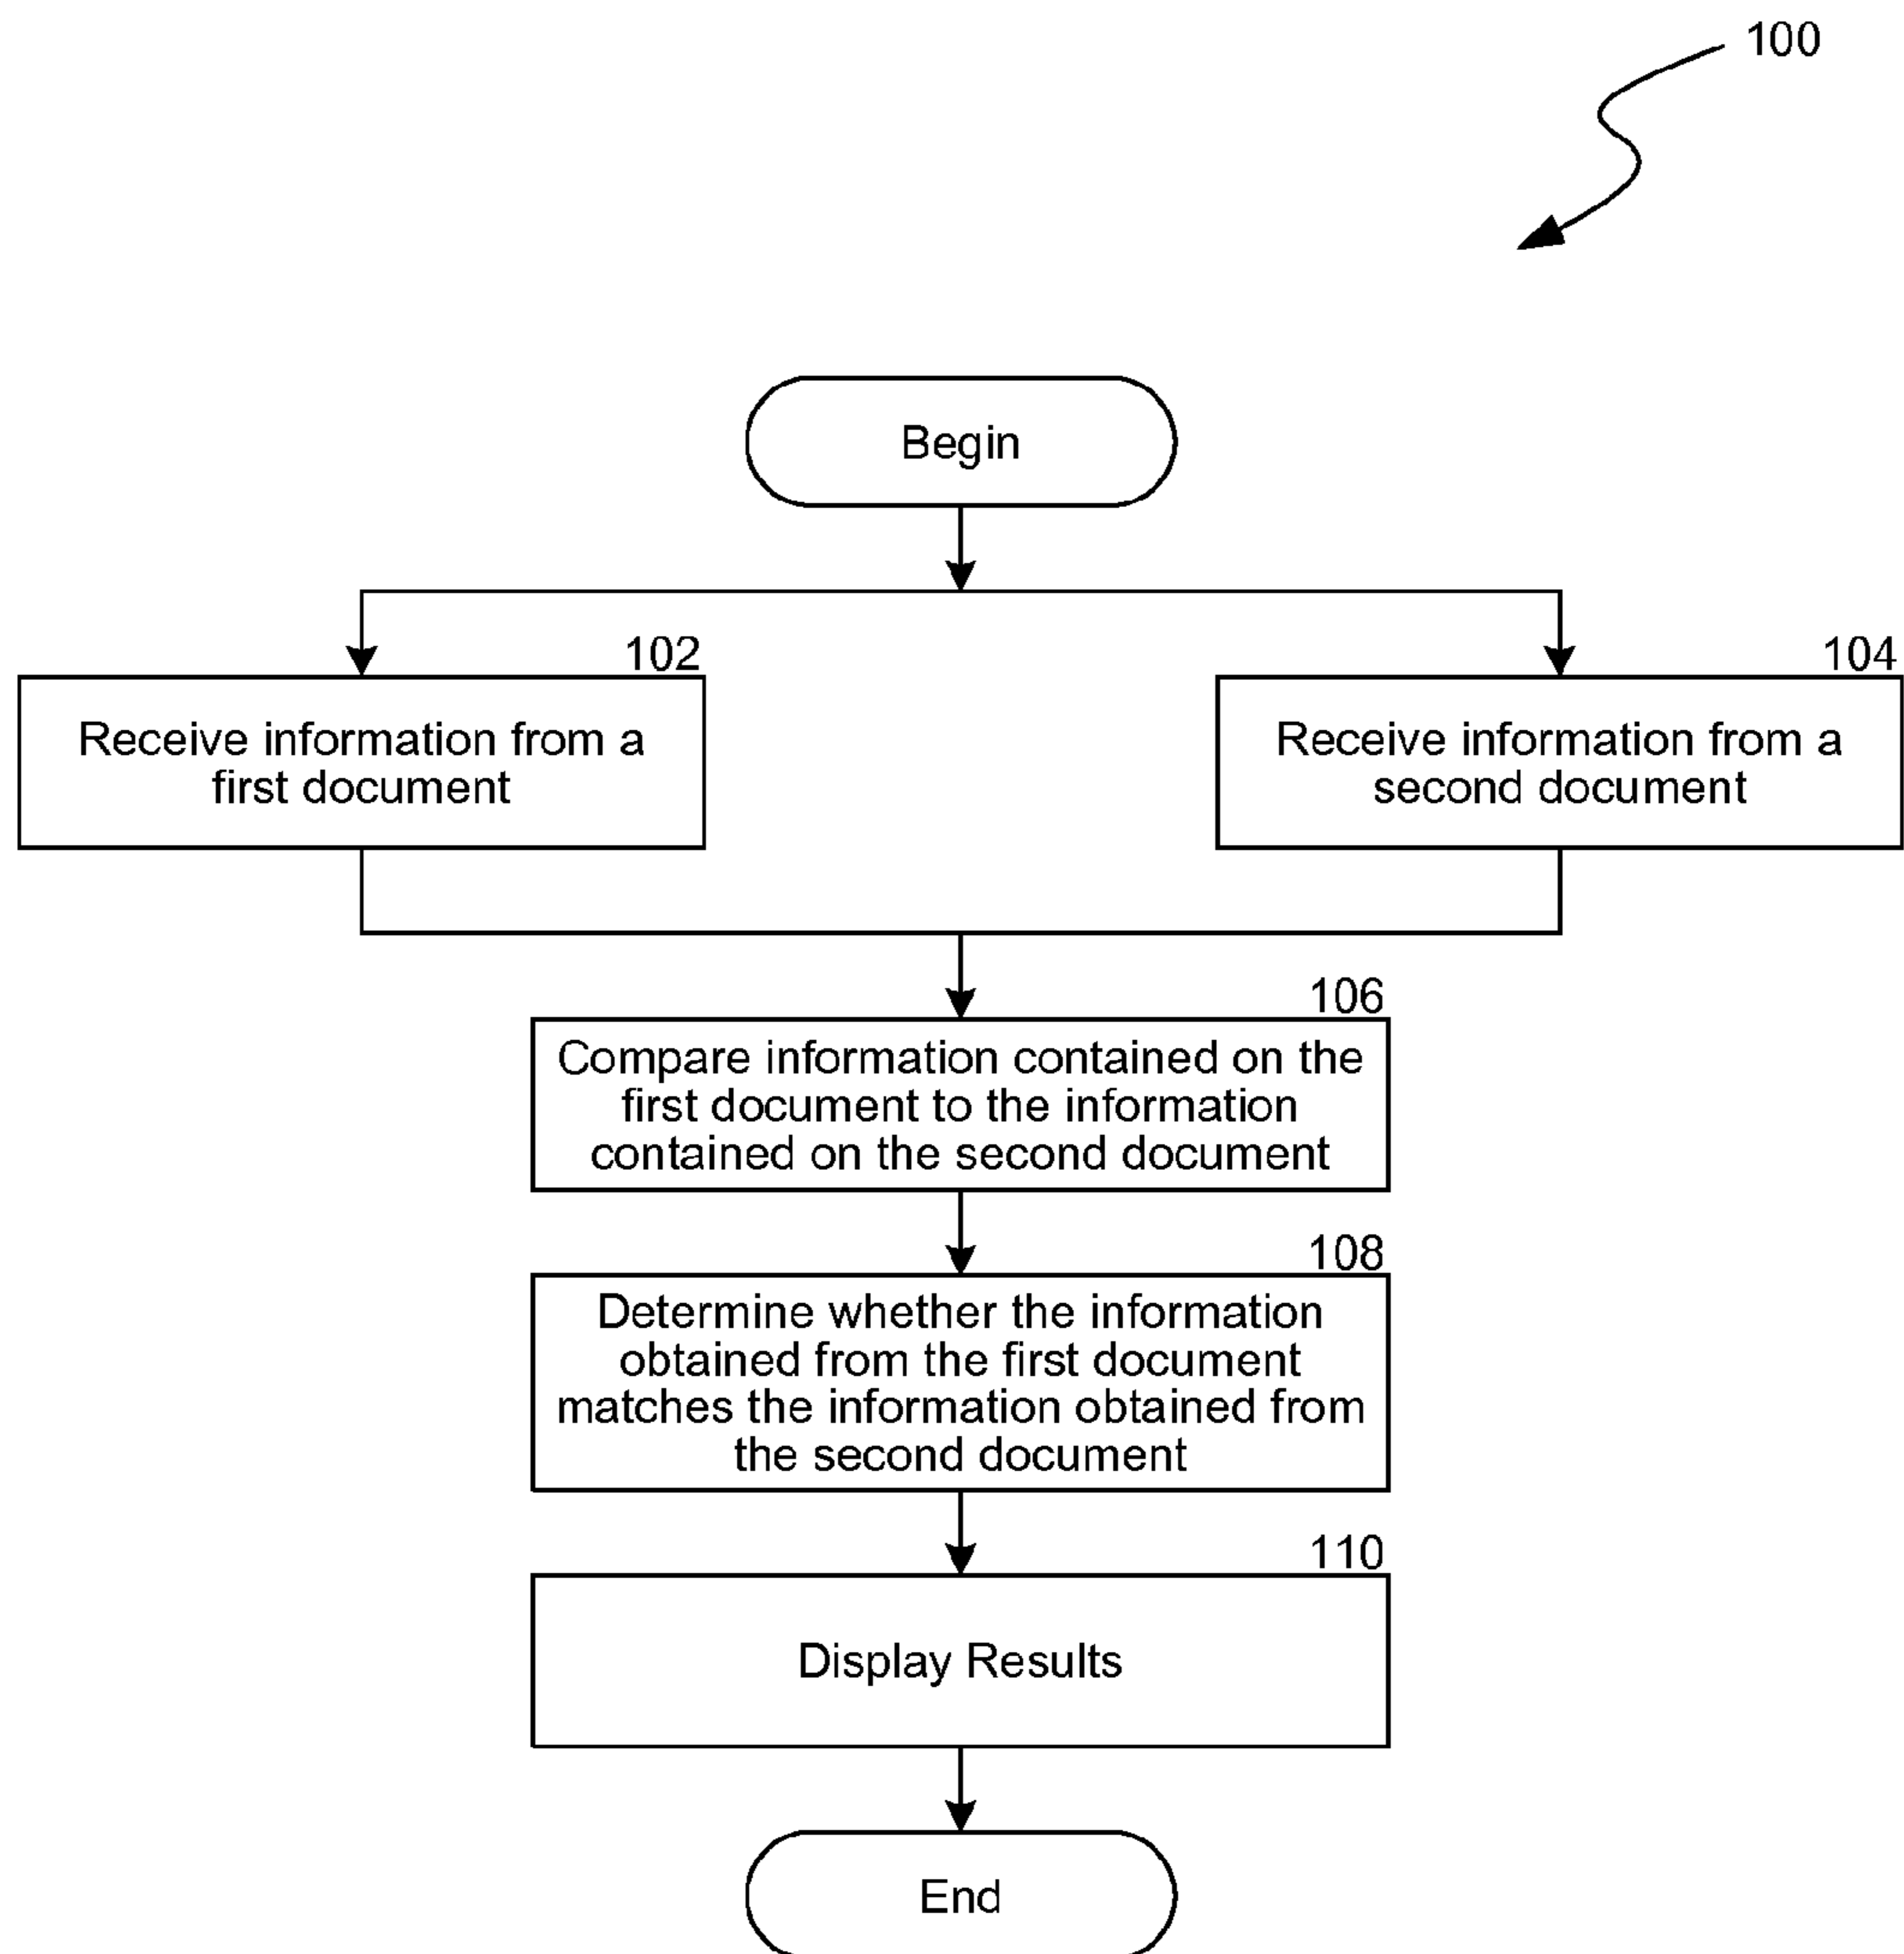 100
Begin
102
Receive information from a
first document
104
Receive information from a
second document
106
Compare information contained on the
first document to the information
contained on the second document
108
Determine whether the information
obtained from the first document
matches the information obtained from
the second document
110
Display Results
End